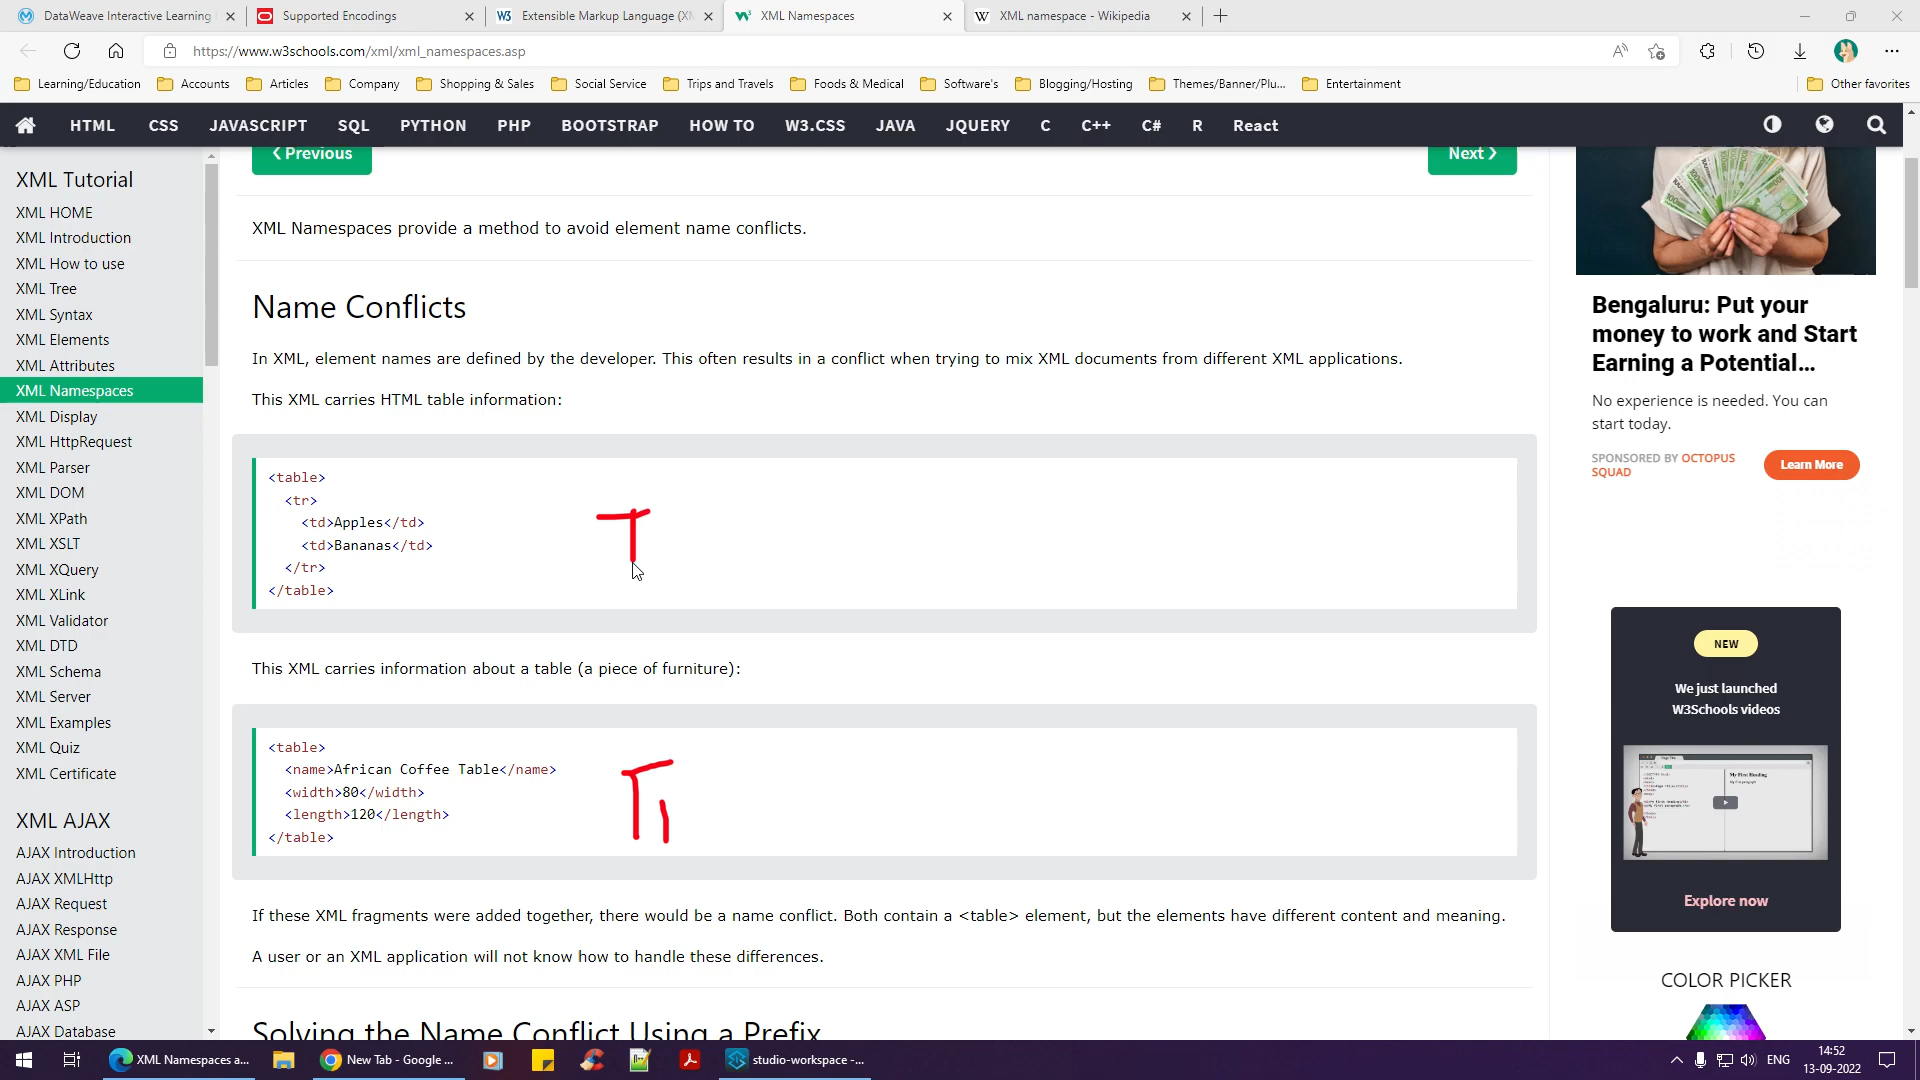 DataWeave Interactive Learning
Supported Encodings
Extensible Markup Language (XM
XML Namespaces
XML namespace - Wikipedia
https://www.w3schools.com/xml/xml_namespaces.asp
Learning/Education
Accounts
Articles
Company
Shopping & Sales
Social Service
Trips and Travels
Foods & Medical
Software's
Blogging/Hosting
Themes/Banner/Plu...
Entertainment
Other favorites
HTML
CSS
JAVASCRIPT
SQL
PYTHON
PHP
BOOTSTRAP
HOW TO
W3.CSS
JAVA
JQUERY
C
C++
C#
R
React
XML Tutorial
XML HOME
XML Introduction
XML How to use
XML Tree
XML Syntax
XML Elements
XML Attributes
XML Namespaces
XML Display
XML HttpRequest
XML Parser
XML DOM
XML XPath
XML XSLT
XML XQuery
XML XLink
XML Validator
XML DTD
XML Schema
XML Server
XML Examples
XML Quiz
XML Certificate
XML AJAX
AJAX Introduction
AJAX XMLHttp
AJAX Request
AJAX Response
AJAX XML File
AJAX PHP
AJAX ASP
AJAX Database
❮ Previous
Next ❯
XML Namespaces provide a method to avoid element name conflicts.
Name Conflicts
In XML, element names are defined by the developer. This often results in a conflict when trying to mix XML documents from different XML applications.
This XML carries HTML table information:
<table>
<tr>
<td>Apples</td>
<td>Bananas</td>
</tr>
</table>
T
This XML carries information about a table (a piece of furniture):
<table>
<name>African Coffee Table</name>
<width>80</width>
<length>120</length>
</table>
T1
If these XML fragments were added together, there would be a name conflict. Both contain a <table> element, but the elements have different content and meaning.
A user or an XML application will not know how to handle these differences.
Solving the Name Conflict Using a Prefix
Bengaluru: Put your
money to work and Start
Earning a Potential...
No experience is needed. You can
start today.
SPONSORED BY OCTOPUS
SQUAD
Learn More
NEW
We just launched
W3Schools videos
Explore now
COLOR PICKER
XML Namespaces a...
New Tab - Google ...
studio-workspace -...
ENG
14:52
13-09-2022